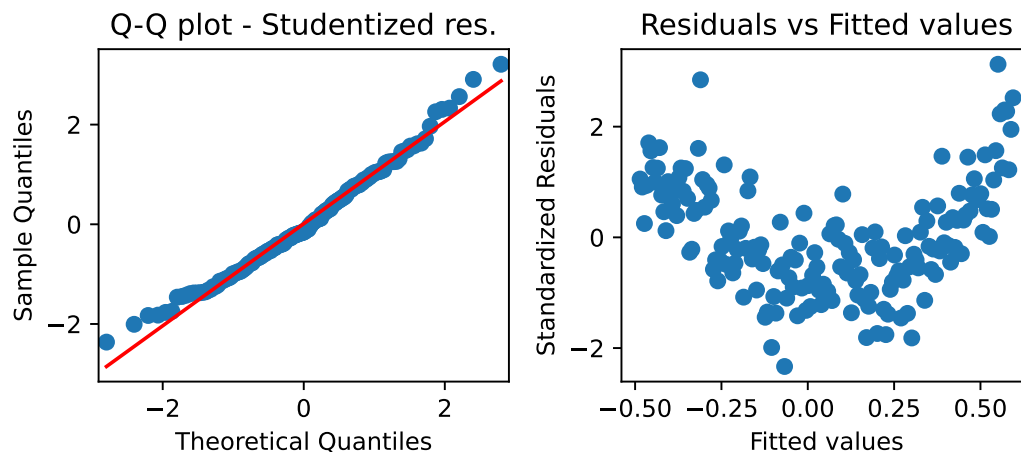 Q-Q plot - Studentized res.
Sample Quantiles
2
0
−2
−2
0
2
Theoretical Quantiles
Residuals vs Fitted values
Standardized Residuals
2
0
−2
−0.50
−0.25
0.00
0.25
0.50
Fitted values